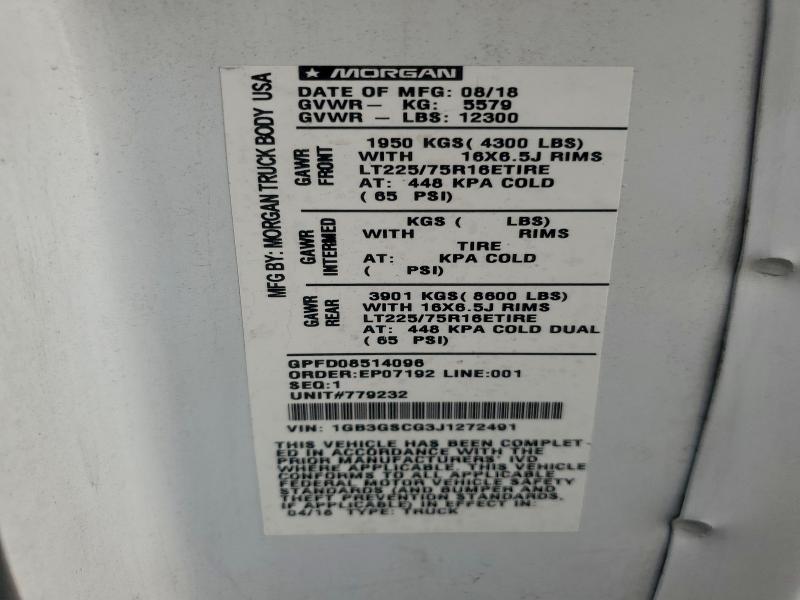 MORGAN
MFG BY: MORGAN TRUCK BODY USA
DATE OF MFG: 08/18
GVWR— KG: 5579
GVWR — LBS: 12300
GAWR FRONT
1950 KGS( 4300 LBS)
WITH 16X6.5J RIMS
LT225/75R16ETIRE
AT: 448 KPA COLD
( 65 PSI)
GAWR INTERMED
KGS ( LBS)
WITH RIMS
TIRE
AT: KPA COLD
( PSI)
GAWR REAR
3901 KGS( 8600 LBS)
WITH 16X6.5J RIMS
LT225/75R16ETIRE
AT: 448 KPA COLD DUAL
( 65 PSI)
GPFD08514096
ORDER:EP07192 LINE:001
SEQ:1
UNIT#779232
VIN: 1GB3GSCG3J1272491
THIS VEHICLE HAS BEEN COMPLET-
ED IN ACCORDANCE WITH THE
PRIOR MANUFACTURERS' IVD
WHERE APPLICABLE. THIS VEHICLE
CONFORMS TO ALL APPLICABLE
FEDERAL MOTOR VEHICLE SAFETY
STANDARDS (AND BUMPER AND
THEFT PREVENTION STANDARDS,
IF APPLICABLE) IN EFFECT IN:
04/16 TYPE: TRUCK